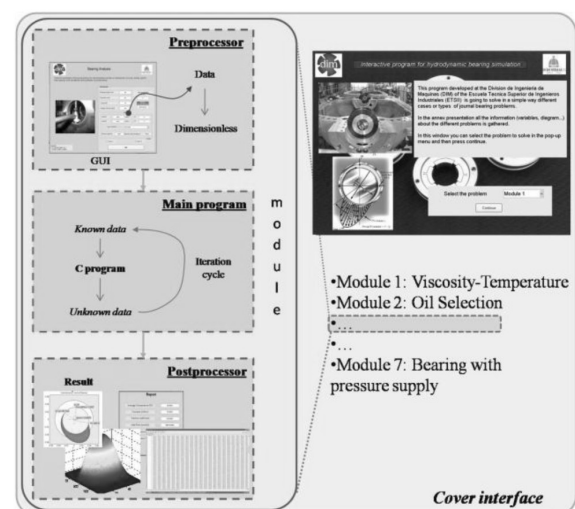 Preprocessor
Data
Dimensionless
GUI
Main program
Known data
C program
Iteration
cycle
Unknown data
Postprocessor
Result
module
dim
interactive program for hydrodynamic bearing simulation
This program developed at the Division de Ingenieria de
Maquines (DIM) of the Escuela Tecnica Superior de Ingenieros
Industriales (ETSII) is going to solve in a simple way different
cases or types of journal bearing problems.
In the annex presentation all the information (variables, diagram...)
about the different problems is gathered.
In this window you can select the problem to solve in the pop-up
menu and then press continue.
Select the problem
Module 1
Continue
•Module 1: Viscosity-Temperature
•Module 2: Oil Selection
•...
•...
•Module 7: Bearing with
pressure supply
Cover interface